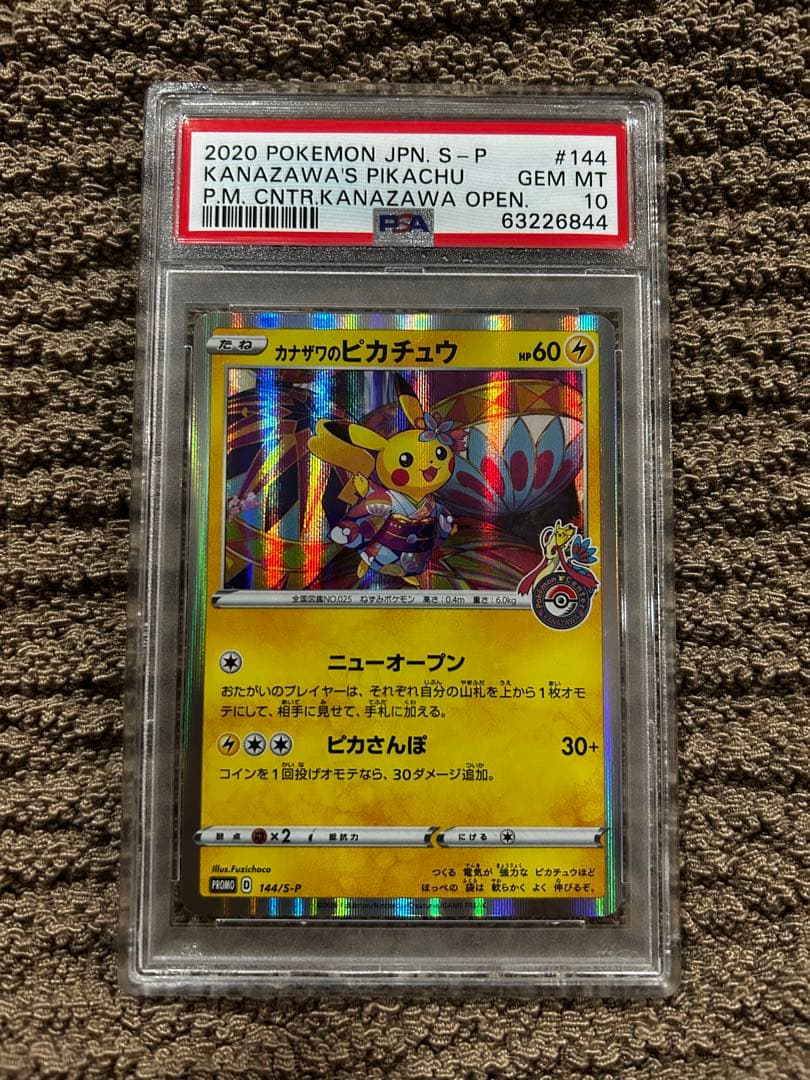 2020 POKEMON JPN. S-P #144
KANAZAWA'S PIKACHU GEM MT
P.M. CNTR.KANAZAWA OPEN. 10
PSA 63226844
たね カナザワのピカチュウ HP60
全国図鑑NO.025 ねずみポケモン 高さ:0.4m 重さ:6.0kg
Pokémon Center
KANAZAWA
ニューオープン
おたがいのプレイヤーは、それぞれ自分の山札を上から1枚オモ
テにして、相手に見せて、手札に加える。
ピカさんぽ 30+
コインを1回投げオモテなら、30ダメージ追加。
弱点 ×2 抵抗力 にげる
Illus.Fuzichoco
PROMO D 144/S-P
つくる 電気が 強力な ピカチュウほど
ほっぺの 袋は 軟らかく よく 伸びるぞ。